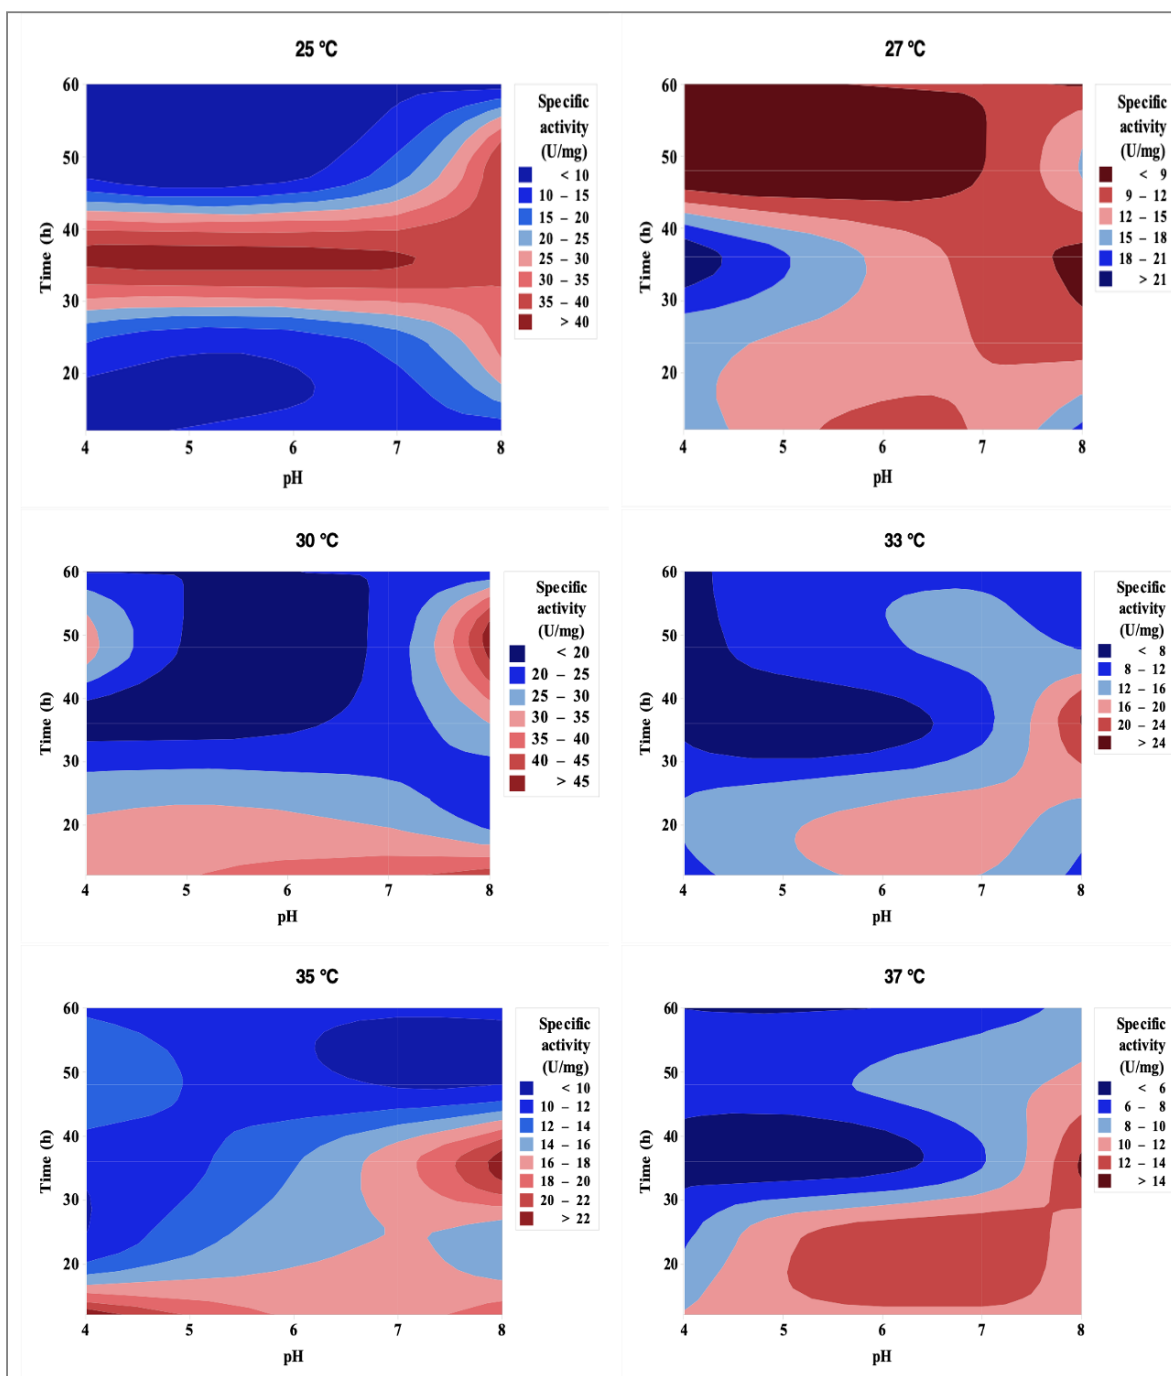 25 °C
60
50
40
30
20
Time (h)
4 5 6 7 8
pH
Specific
activity
(U/mg)
< 10
10 – 15
15 – 20
20 – 25
25 – 30
30 – 35
35 – 40
> 40
27 °C
60
50
40
30
20
Time (h)
4 5 6 7 8
pH
Specific
activity
(U/mg)
< 9
9 – 12
12 – 15
15 – 18
18 – 21
> 21
30 °C
60
50
40
30
20
Time (h)
4 5 6 7 8
pH
Specific
activity
(U/mg)
< 20
20 – 25
25 – 30
30 – 35
35 – 40
40 – 45
> 45
33 °C
60
50
40
30
20
Time (h)
4 5 6 7 8
pH
Specific
activity
(U/mg)
< 8
8 – 12
12 – 16
16 – 20
20 – 24
> 24
35 °C
60
50
40
30
20
Time (h)
4 5 6 7 8
pH
Specific
activity
(U/mg)
< 10
10 – 12
12 – 14
14 – 16
16 – 18
18 – 20
20 – 22
> 22
37 °C
60
50
40
30
20
Time (h)
4 5 6 7 8
pH
Specific
activity
(U/mg)
< 6
6 – 8
8 – 10
10 – 12
12 – 14
> 14